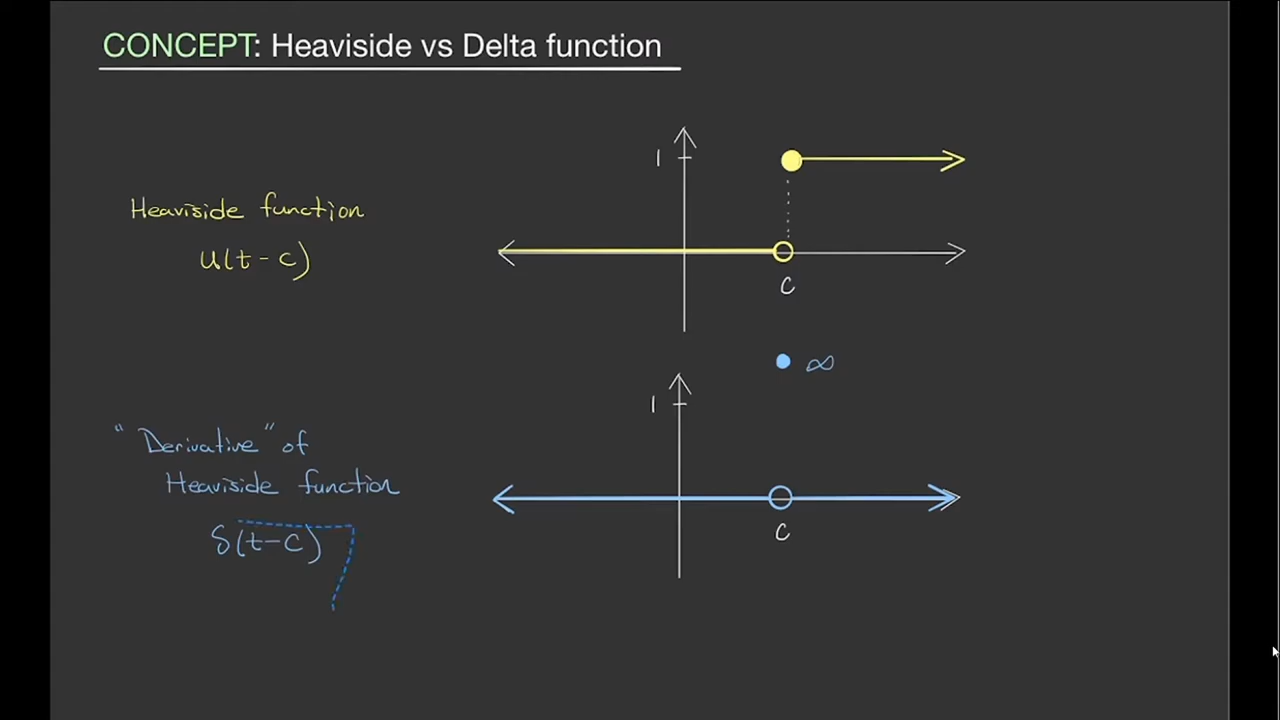 CONCEPT: Heaviside vs Delta function
1
Heaviside function
u(t-c)
c
∞
1
"Derivative" of
Heaviside function
δ(t-c)
c